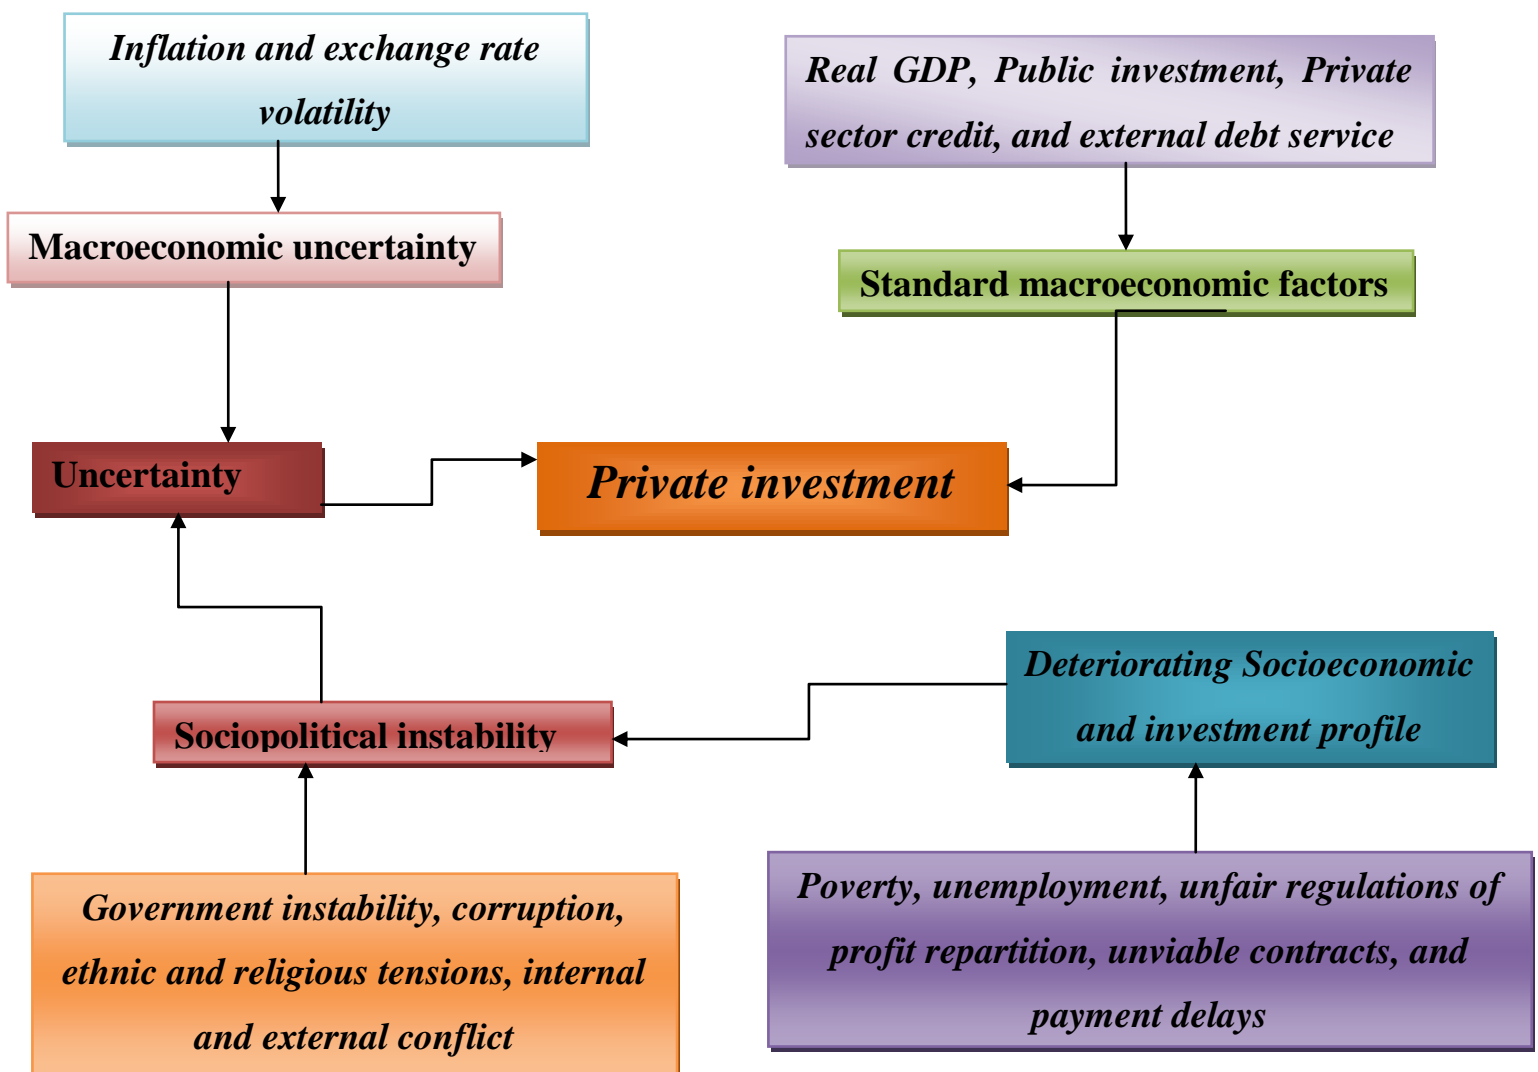 Inflation and exchange rate
volatility
Real GDP, Public investment, Private
sector credit, and external debt service
Macroeconomic uncertainty
Standard macroeconomic factors
Uncertainty
Private investment
Deteriorating Socioeconomic
and investment profile
Sociopolitical instability
Government instability, corruption,
ethnic and religious tensions, internal
and external conflict
Poverty, unemployment, unfair regulations of
profit repartition, unviable contracts, and
payment delays